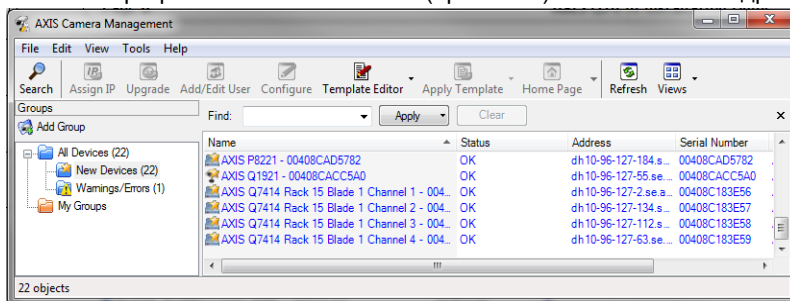 AXIS Camera Management
File Edit View Tools Help
Search Assign IP Upgrade Add/Edit User Configure Template Editor Apply Template Home Page Refresh Views
Groups
Add Group
All Devices (22)
New Devices (22)
Warnings/Errors (1)
My Groups
Find: Apply Clear
Name Status Address Serial Number
AXIS P8221 - 00408CAD5782 OK dh10-96-127-184.s... 00408CAD5782
AXIS Q1921 - 00408CACC5A0 OK dh10-96-127-55.se... 00408CACC5A0
AXIS Q7414 Rack 15 Blade 1 Channel 1 - 004... OK dh10-96-127-2.se.a... 00408C183E56
AXIS Q7414 Rack 15 Blade 1 Channel 2 - 004... OK dh10-96-127-134.s... 00408C183E57
AXIS Q7414 Rack 15 Blade 1 Channel 3 - 004... OK dh10-96-127-112.s... 00408C183E58
AXIS Q7414 Rack 15 Blade 1 Channel 4 - 004... OK dh10-96-127-63.se... 00408C183E59
22 objects